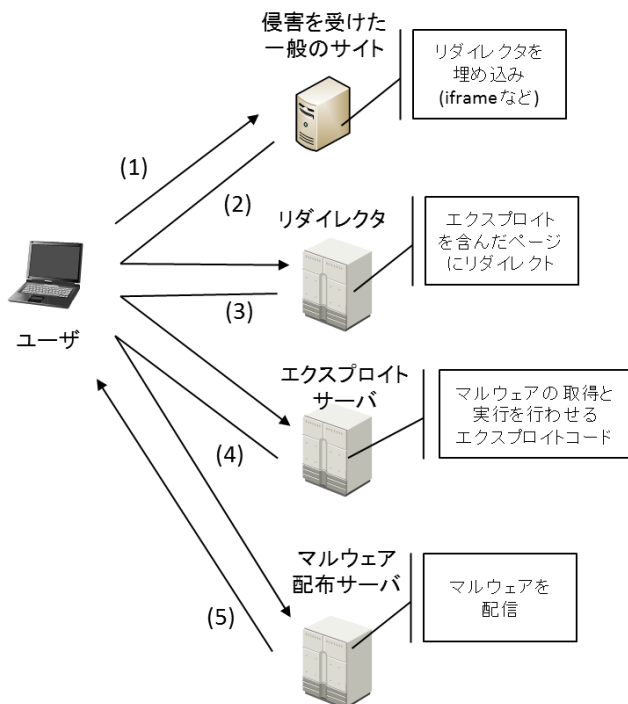 侵害を受けた
一般のサイト
リダイレクタを
埋め込み
(iframeなど)
(1)
(2)
リダイレクタ
エクスプロイト
を含んだページ
にリダイレクト
(3)
ユーザ
エクスプロイト
サーバ
マルウェアの取得と
実行を行わせる
エクスプロイトコード
(4)
マルウェア
配布サーバ
マルウェアを
配信
(5)